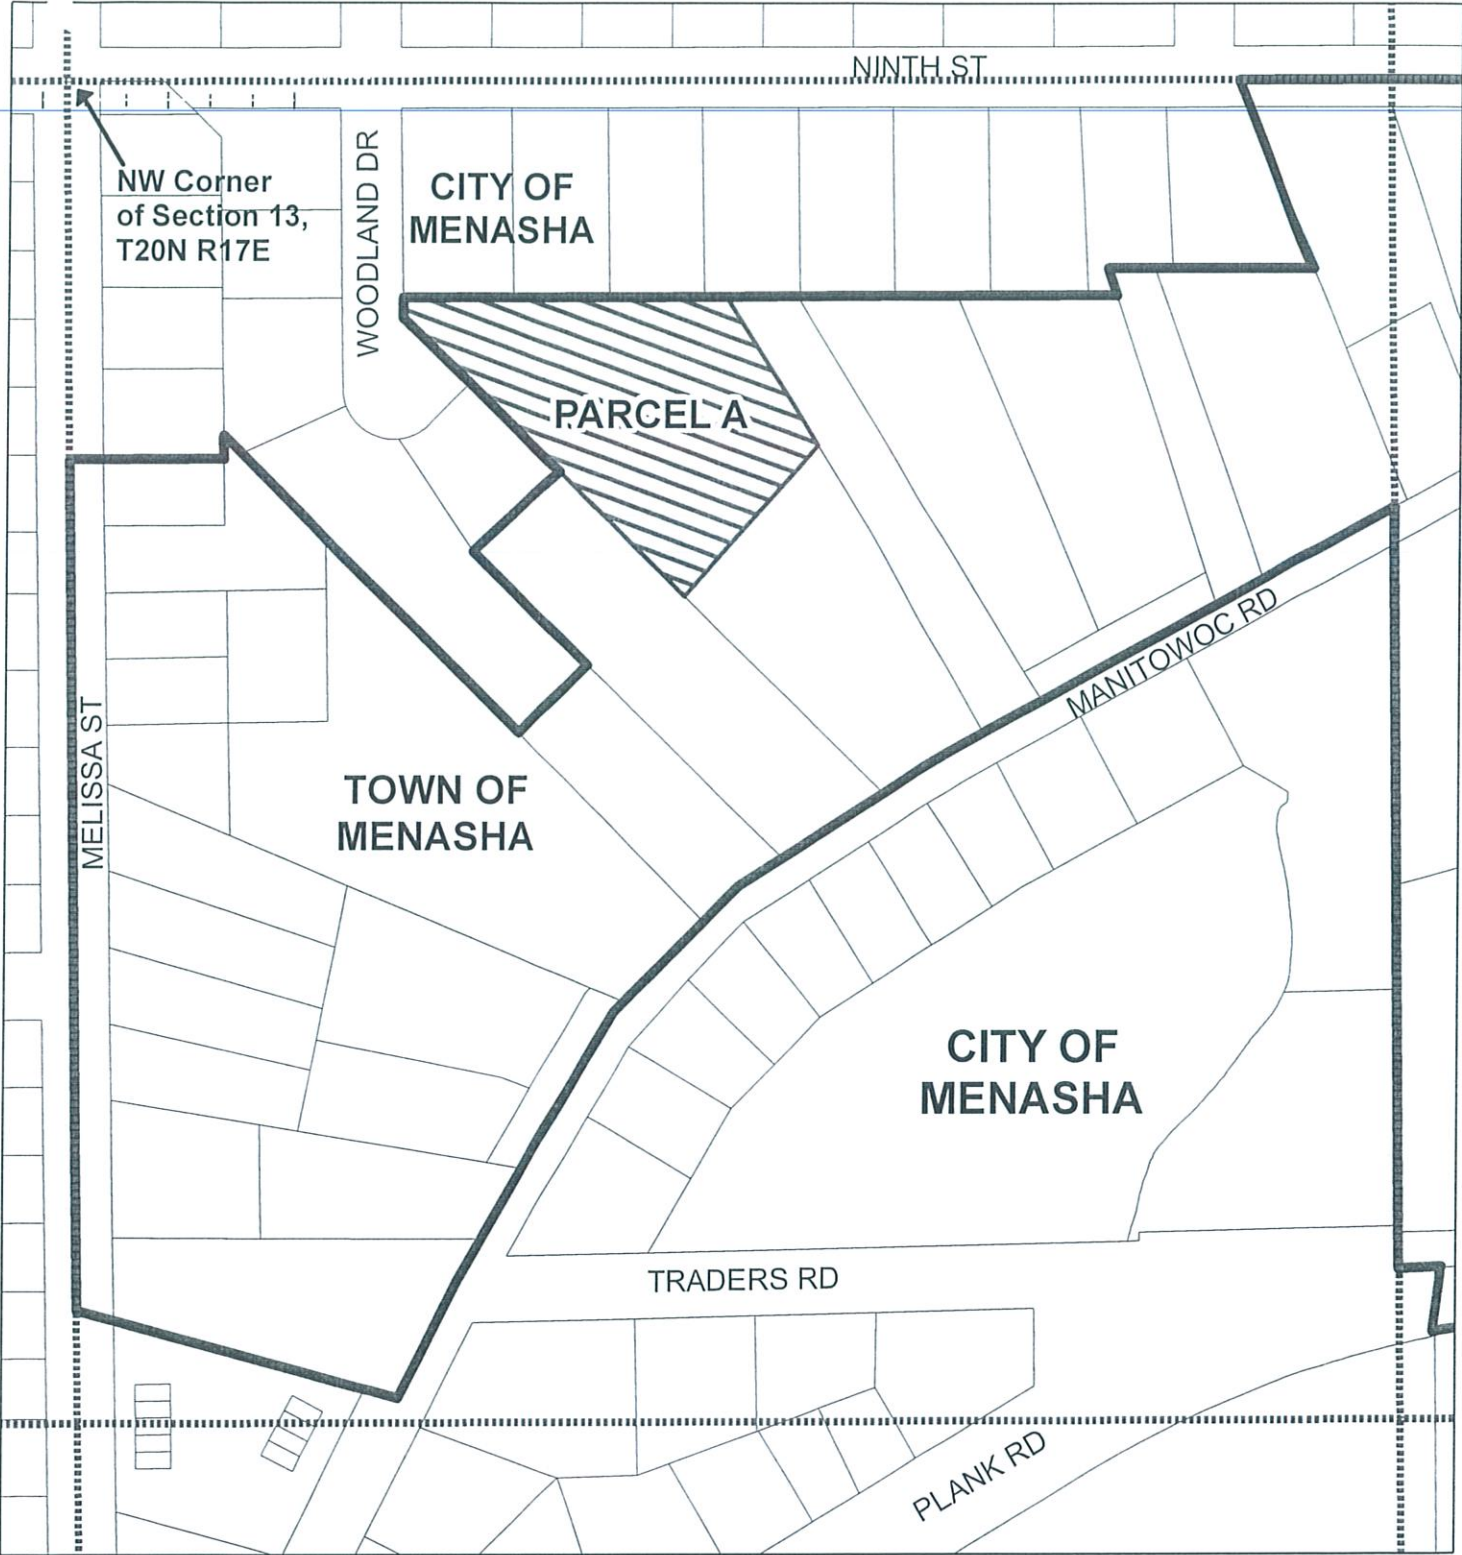 NINTH ST
NW Corner
of Section 13,
T20N R17E
WOODLAND DR
CITY OF
MENASHA
PARCEL A
MANITOWOC RD
MELISSA ST
TOWN OF
MENASHA
CITY OF
MENASHA
TRADERS RD
PLANK RD